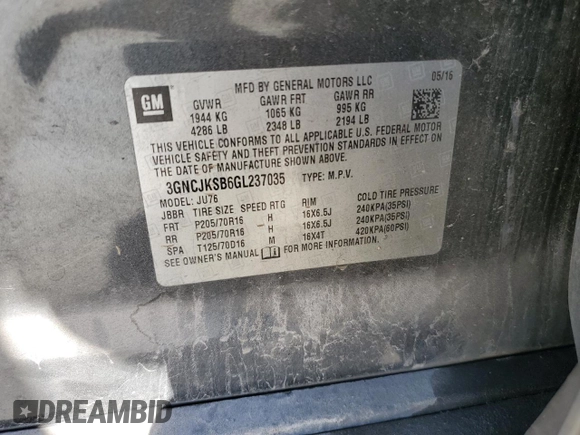 MFD BY GENERAL MOTORS LLC 05/16
GM
GVWR GAWR FRT GAWR RR
1944 KG 1065 KG 995 KG
4286 LB 2348 LB 2194 LB
THIS VEHICLE CONFORMS TO ALL APPLICABLE U.S. FEDERAL MOTOR
VEHICLE SAFETY AND THEFT PREVENTION STANDARDS IN EFFECT ON
THE DATE OF MANUFACTURE SHOWN ABOVE.
3GNCJKSB6GL237035 TYPE: M.P.V.
MODEL: JU76
JBBR TIRE SIZE SPEED RTG RIM COLD TIRE PRESSURE
FRT P205/70R16 - H 16X6.5J 240KPA(35PSI)
RR P205/70R16 - H 16X6.5J 240KPA(35PSI)
SPA T125/70D16 M 16X4T 420KPA(60PSI)
SEE OWNER'S MANUAL FOR MORE INFORMATION.
DREAMBID